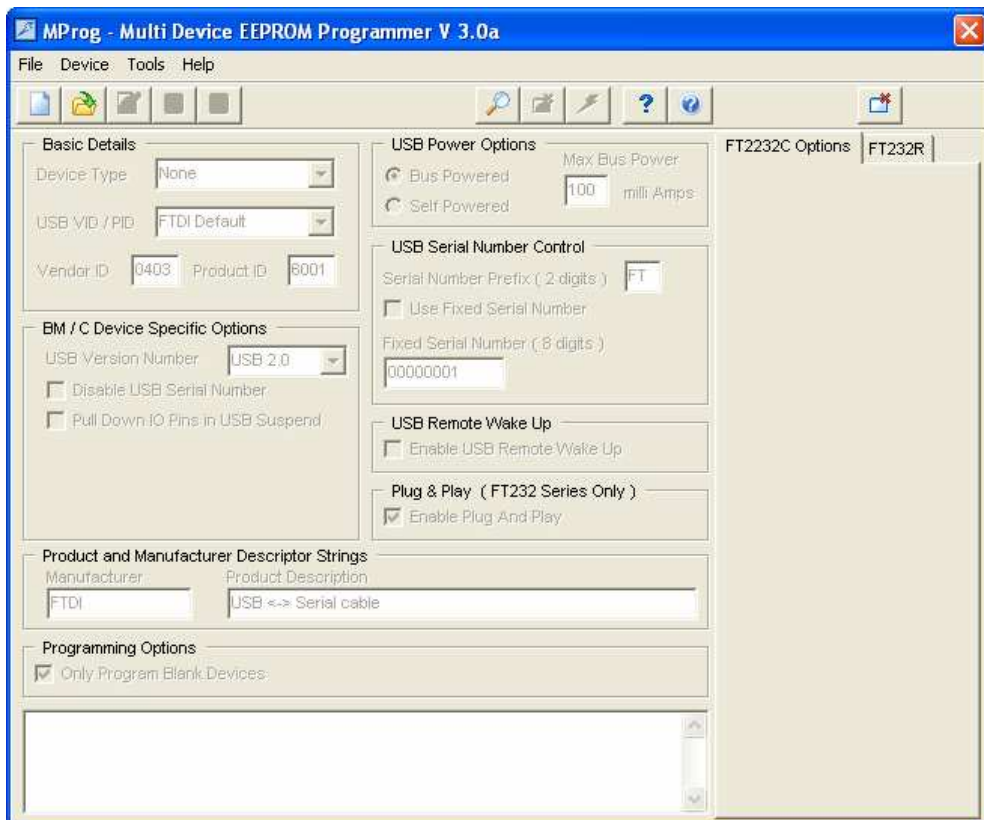 MProg - Multi Device EEPROM Programmer V 3.0a
File Device Tools Help
Basic Details
Device Type None
USB VID / PID FTDI Default
Vendor ID 0403 Product ID 6001
BM / C Device Specific Options
USB Version Number USB 2.0
Disable USB Serial Number
Pull Down IO Pins in USB Suspend
USB Power Options
Bus Powered
Self Powered
Max Bus Power
100 milli Amps
USB Serial Number Control
Serial Number Prefix ( 2 digits ) FT
Use Fixed Serial Number
Fixed Serial Number ( 8 digits )
00000001
USB Remote Wake Up
Enable USB Remote Wake Up
Plug & Play ( FT232 Series Only )
Enable Plug And Play
Product and Manufacturer Descriptor Strings
Manufacturer Product Description
FTDI USB <-> Serial cable
Programming Options
Only Program Blank Devices
FT2232C Options FT232R